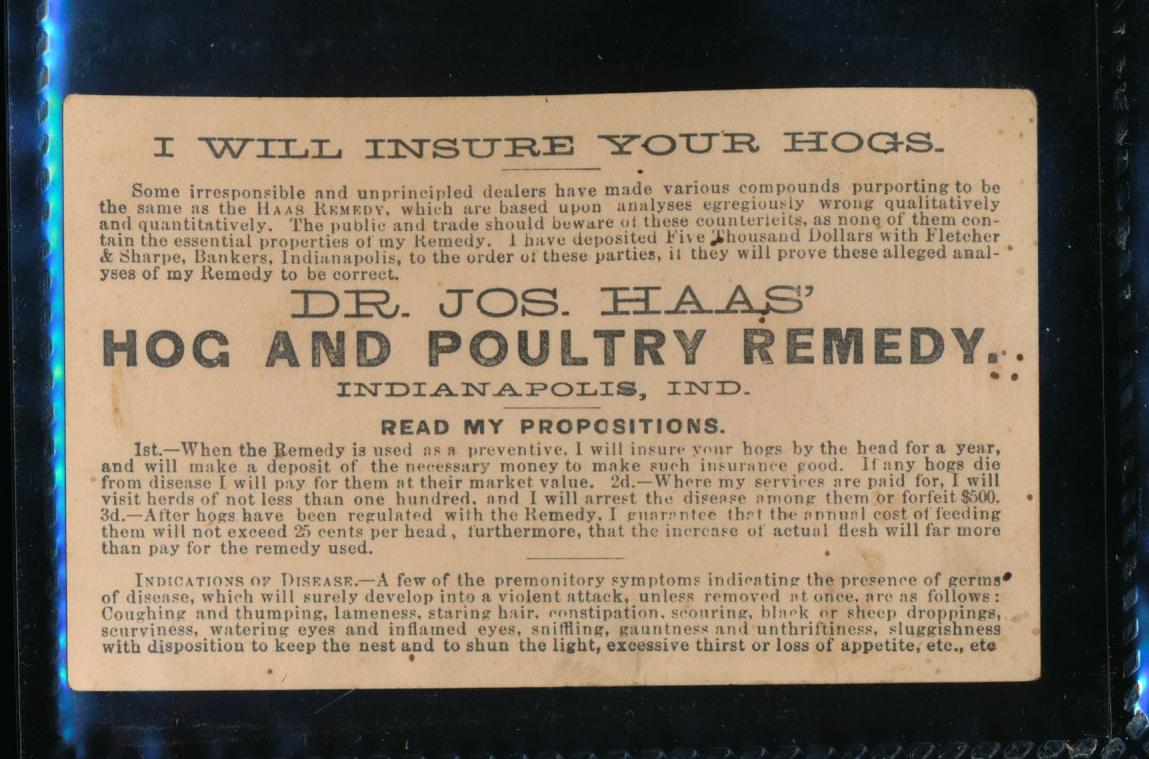 I WILL INSURE YOUR HOGS.
Some irresponsible and unprincipled dealers have made various compounds purporting to be
the same as the HAAS REMEDY, which are based upon analyses egregiously wrong qualitatively
and quantitatively. The public and trade should beware of these counterfeits, as none of them con-
tain the essential properties of my Remedy. I have deposited Five Thousand Dollars with Fletcher
& Sharpe, Bankers, Indianapolis, to the order of these parties, if they will prove these alleged anal-
yses of my Remedy to be correct.
DR. JOS. HAAS'
HOG AND POULTRY REMEDY.
INDIANAPOLIS, IND.
READ MY PROPOSITIONS.
1st.—When the Remedy is used as a preventive, I will insure your hogs by the head for a year,
and will make a deposit of the necessary money to make such insurance good. If any hogs die
from disease I will pay for them at their market value. 2d.—Where my services are paid for, I will
visit herds of not less than one hundred, and I will arrest the disease among them or forfeit $500.
3d.—After hogs have been regulated with the Remedy, I guarantee that the annual cost of feeding
them will not exceed 25 cents per head, furthermore, that the increase of actual flesh will far more
than pay for the remedy used.
INDICATIONS OF DISEASE.—A few of the premonitory symptoms indicating the presence of germs
of disease, which will surely develop into a violent attack, unless removed at once, are as follows:
Coughing and thumping, lameness, staring hair, constipation, scouring, black or sheep droppings,
scurviness, watering eyes and inflamed eyes, sniffling, gauntness and unthriftiness, sluggishness
with disposition to keep the nest and to shun the light, excessive thirst or loss of appetite, etc., etc